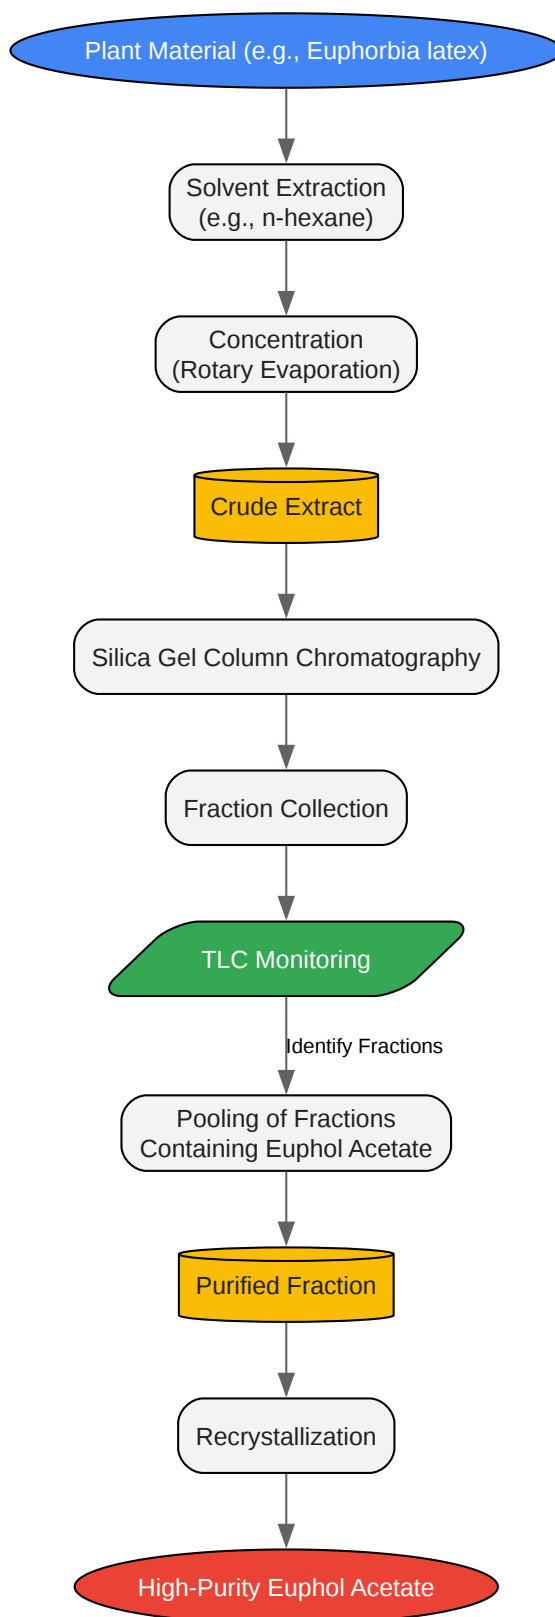 Plant Material (e.g., Euphorbia latex)
Solvent Extraction
(e.g., n-hexane)
Concentration
(Rotary Evaporation)
Crude Extract
Silica Gel Column Chromatography
Fraction Collection
TLC Monitoring
Identify Fractions
Pooling of Fractions
Containing Euphol Acetate
Purified Fraction
Recrystallization
High-Purity Euphol Acetate